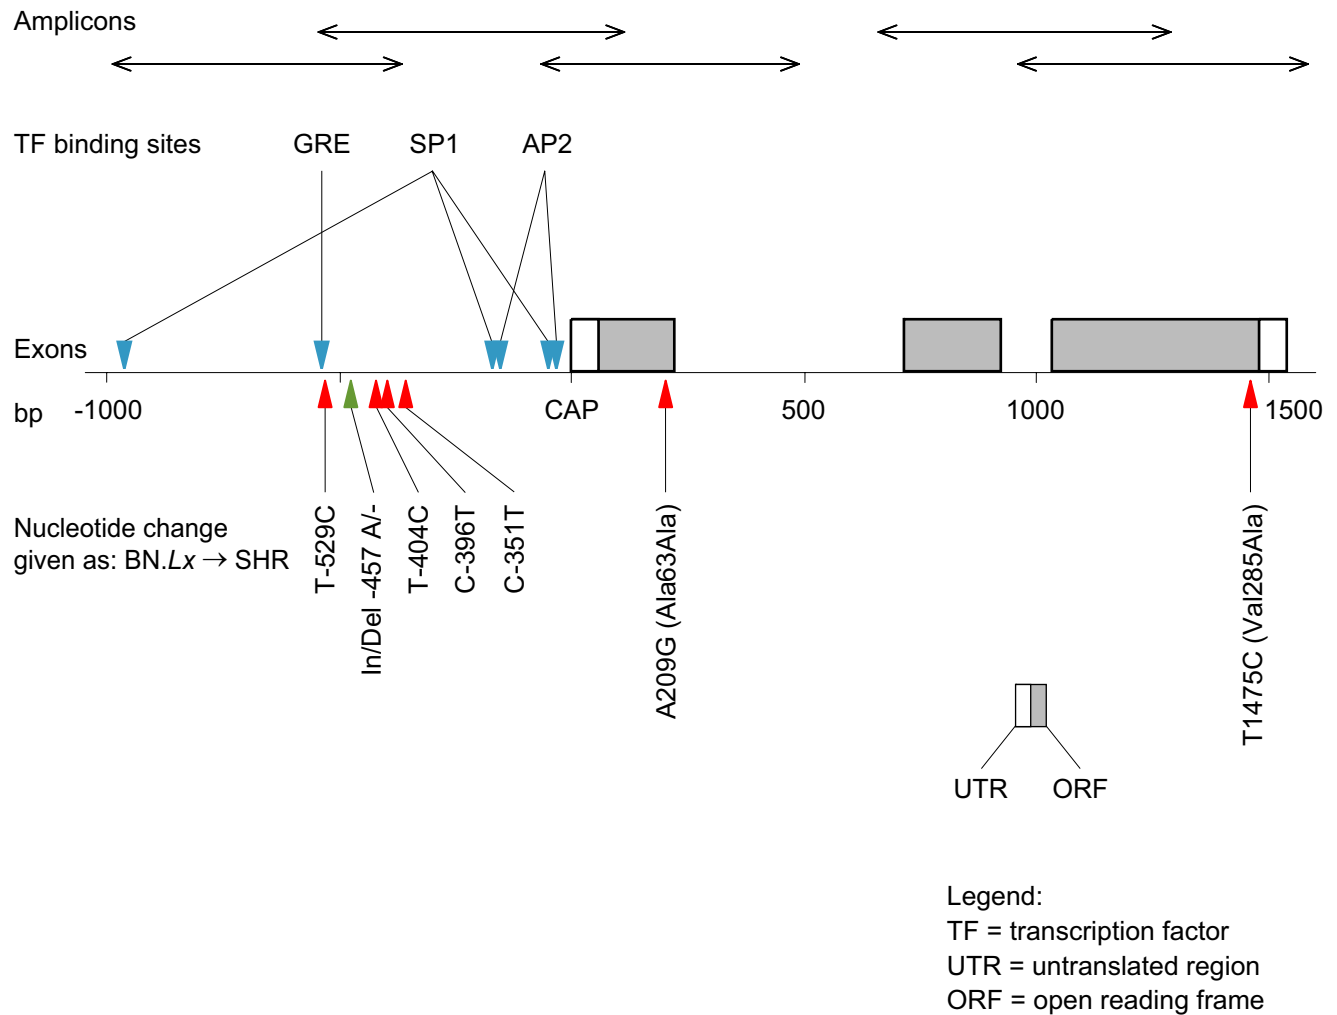 Amplicons
TF binding sites GRE SP1 AP2
Exons
bp -1000 CAP 500 1000 1500
Nucleotide change
given as: BN.Lx → SHR
T-529C
In/Del -457 A/-
T-404C
C-396T
C-351T
A209G (Ala63Ala)
T1475C (Val285Ala)
UTR ORF
Legend:
TF = transcription factor
UTR = untranslated region
ORF = open reading frame